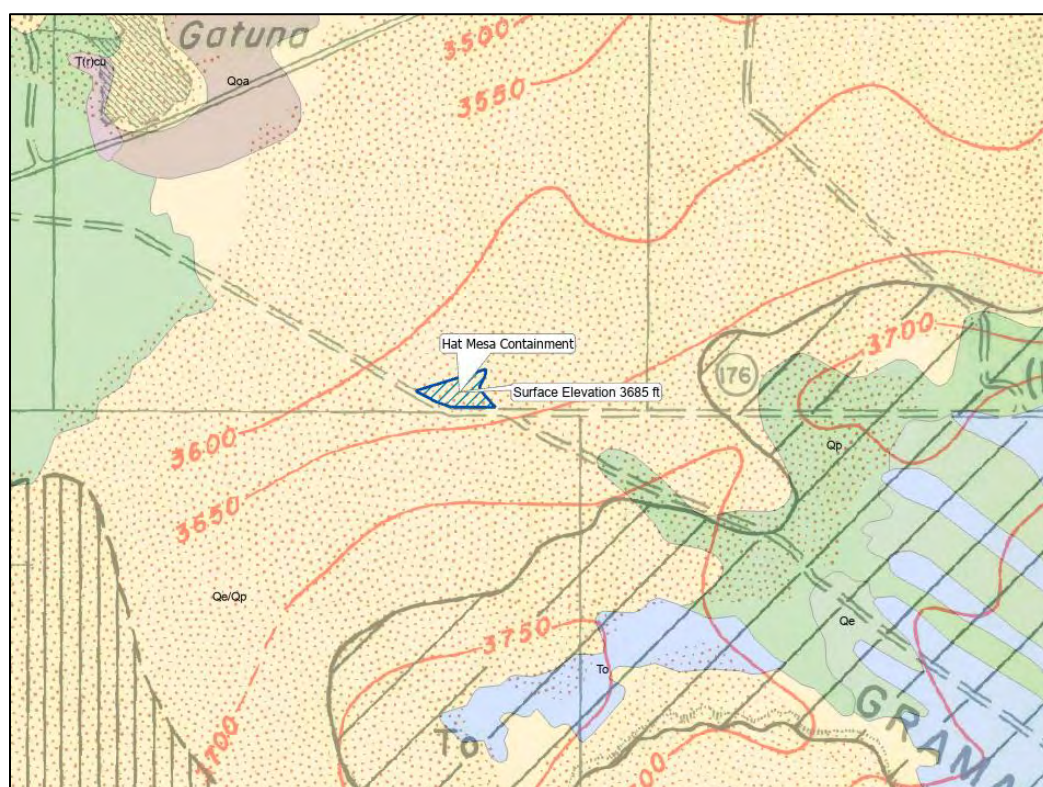 Gatuna
T(r)cu
Qoa
3500
3550
Hat Mesa Containment
Surface Elevation 3685 ft
3700
176
3600
Qp
3650
Qe/Qp
Qe
3750
To
To
GRAMA
3700